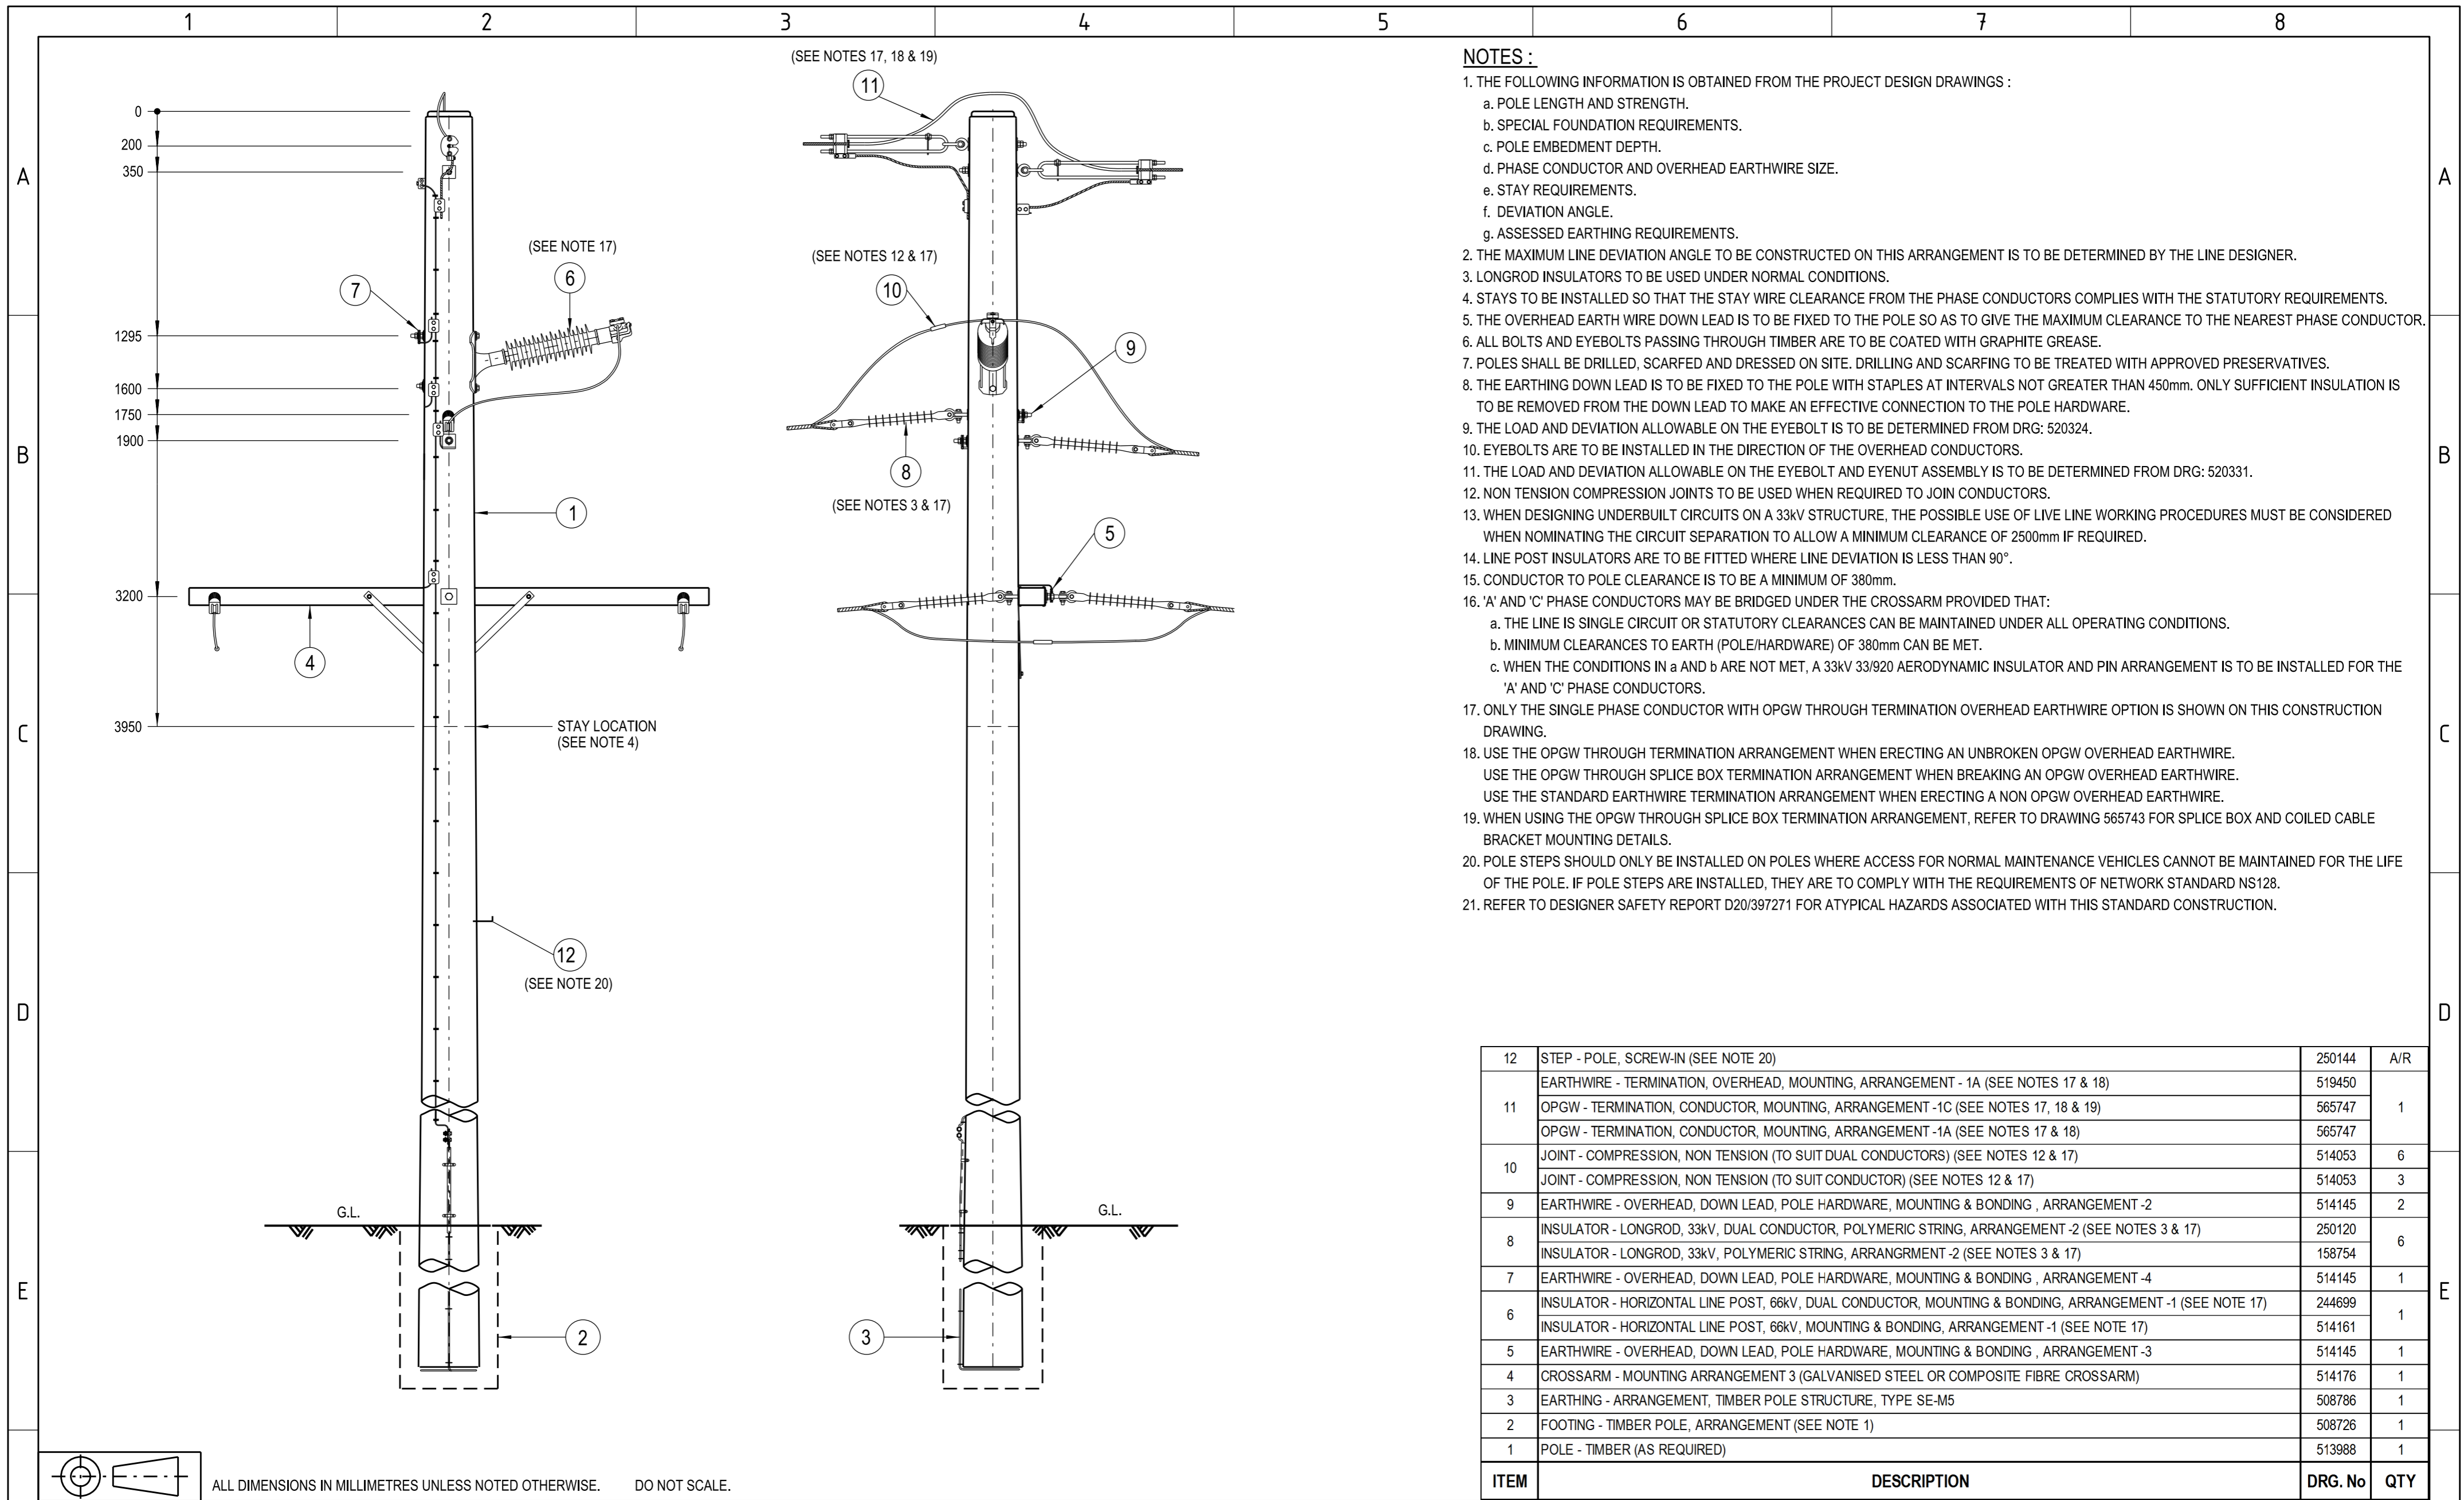 1 2 3 4 5 6 7 8
A
B
C
D
E
A
B
C
D
E
0
200
350
1295
1600
1750
1900
3200
3950
(SEE NOTE 17)
6
7
1
4
STAY LOCATION
(SEE NOTE 4)
12
(SEE NOTE 20)
G.L.
2
(SEE NOTES 17, 18 & 19)
11
(SEE NOTES 12 & 17)
10
9
8
(SEE NOTES 3 & 17)
5
G.L.
3
NOTES :
1. THE FOLLOWING INFORMATION IS OBTAINED FROM THE PROJECT DESIGN DRAWINGS :
a. POLE LENGTH AND STRENGTH.
b. SPECIAL FOUNDATION REQUIREMENTS.
c. POLE EMBEDMENT DEPTH.
d. PHASE CONDUCTOR AND OVERHEAD EARTHWIRE SIZE.
e. STAY REQUIREMENTS.
f. DEVIATION ANGLE.
g. ASSESSED EARTHING REQUIREMENTS.
2. THE MAXIMUM LINE DEVIATION ANGLE TO BE CONSTRUCTED ON THIS ARRANGEMENT IS TO BE DETERMINED BY THE LINE DESIGNER.
3. LONGROD INSULATORS TO BE USED UNDER NORMAL CONDITIONS.
4. STAYS TO BE INSTALLED SO THAT THE STAY WIRE CLEARANCE FROM THE PHASE CONDUCTORS COMPLIES WITH THE STATUTORY REQUIREMENTS.
5. THE OVERHEAD EARTH WIRE DOWN LEAD IS TO BE FIXED TO THE POLE SO AS TO GIVE THE MAXIMUM CLEARANCE TO THE NEAREST PHASE CONDUCTOR.
6. ALL BOLTS AND EYEBOLTS PASSING THROUGH TIMBER ARE TO BE COATED WITH GRAPHITE GREASE.
7. POLES SHALL BE DRILLED, SCARFED AND DRESSED ON SITE. DRILLING AND SCARFING TO BE TREATED WITH APPROVED PRESERVATIVES.
8. THE EARTHING DOWN LEAD IS TO BE FIXED TO THE POLE WITH STAPLES AT INTERVALS NOT GREATER THAN 450mm. ONLY SUFFICIENT INSULATION IS
TO BE REMOVED FROM THE DOWN LEAD TO MAKE AN EFFECTIVE CONNECTION TO THE POLE HARDWARE.
9. THE LOAD AND DEVIATION ALLOWABLE ON THE EYEBOLT IS TO BE DETERMINED FROM DRG: 520324.
10. EYEBOLTS ARE TO BE INSTALLED IN THE DIRECTION OF THE OVERHEAD CONDUCTORS.
11. THE LOAD AND DEVIATION ALLOWABLE ON THE EYEBOLT AND EYENUT ASSEMBLY IS TO BE DETERMINED FROM DRG: 520331.
12. NON TENSION COMPRESSION JOINTS TO BE USED WHEN REQUIRED TO JOIN CONDUCTORS.
13. WHEN DESIGNING UNDERBUILT CIRCUITS ON A 33kV STRUCTURE, THE POSSIBLE USE OF LIVE LINE WORKING PROCEDURES MUST BE CONSIDERED
WHEN NOMINATING THE CIRCUIT SEPARATION TO ALLOW A MINIMUM CLEARANCE OF 2500mm IF REQUIRED.
14. LINE POST INSULATORS ARE TO BE FITTED WHERE LINE DEVIATION IS LESS THAN 90°.
15. CONDUCTOR TO POLE CLEARANCE IS TO BE A MINIMUM OF 380mm.
16. 'A' AND 'C' PHASE CONDUCTORS MAY BE BRIDGED UNDER THE CROSSARM PROVIDED THAT:
a. THE LINE IS SINGLE CIRCUIT OR STATUTORY CLEARANCES CAN BE MAINTAINED UNDER ALL OPERATING CONDITIONS.
b. MINIMUM CLEARANCES TO EARTH (POLE/HARDWARE) OF 380mm CAN BE MET.
c. WHEN THE CONDITIONS IN a AND b ARE NOT MET, A 33kV 33/920 AERODYNAMIC INSULATOR AND PIN ARRANGEMENT IS TO BE INSTALLED FOR THE
'A' AND 'C' PHASE CONDUCTORS.
17. ONLY THE SINGLE PHASE CONDUCTOR WITH OPGW THROUGH TERMINATION OVERHEAD EARTHWIRE OPTION IS SHOWN ON THIS CONSTRUCTION
DRAWING.
18. USE THE OPGW THROUGH TERMINATION ARRANGEMENT WHEN ERECTING AN UNBROKEN OPGW OVERHEAD EARTHWIRE.
USE THE OPGW THROUGH SPLICE BOX TERMINATION ARRANGEMENT WHEN BREAKING AN OPGW OVERHEAD EARTHWIRE.
USE THE STANDARD EARTHWIRE TERMINATION ARRANGEMENT WHEN ERECTING A NON OPGW OVERHEAD EARTHWIRE.
19. WHEN USING THE OPGW THROUGH SPLICE BOX TERMINATION ARRANGEMENT, REFER TO DRAWING 565743 FOR SPLICE BOX AND COILED CABLE
BRACKET MOUNTING DETAILS.
20. POLE STEPS SHOULD ONLY BE INSTALLED ON POLES WHERE ACCESS FOR NORMAL MAINTENANCE VEHICLES CANNOT BE MAINTAINED FOR THE LIFE
OF THE POLE. IF POLE STEPS ARE INSTALLED, THEY ARE TO COMPLY WITH THE REQUIREMENTS OF NETWORK STANDARD NS128.
21. REFER TO DESIGNER SAFETY REPORT D20/397271 FOR ATYPICAL HAZARDS ASSOCIATED WITH THIS STANDARD CONSTRUCTION.
12 STEP - POLE, SCREW-IN (SEE NOTE 20) 250144 A/R
EARTHWIRE - TERMINATION, OVERHEAD, MOUNTING, ARRANGEMENT - 1A (SEE NOTES 17 & 18) 519450
11 OPGW - TERMINATION, CONDUCTOR, MOUNTING, ARRANGEMENT -1C (SEE NOTES 17, 18 & 19) 565747 1
OPGW - TERMINATION, CONDUCTOR, MOUNTING, ARRANGEMENT -1A (SEE NOTES 17 & 18) 565747
10 JOINT - COMPRESSION, NON TENSION (TO SUIT DUAL CONDUCTORS) (SEE NOTES 12 & 17) 514053 6
JOINT - COMPRESSION, NON TENSION (TO SUIT CONDUCTOR) (SEE NOTES 12 & 17) 514053 3
9 EARTHWIRE - OVERHEAD, DOWN LEAD, POLE HARDWARE, MOUNTING & BONDING , ARRANGEMENT -2 514145 2
8 INSULATOR - LONGROD, 33kV, DUAL CONDUCTOR, POLYMERIC STRING, ARRANGEMENT -2 (SEE NOTES 3 & 17) 250120 6
INSULATOR - LONGROD, 33kV, POLYMERIC STRING, ARRANGRMENT -2 (SEE NOTES 3 & 17) 158754
7 EARTHWIRE - OVERHEAD, DOWN LEAD, POLE HARDWARE, MOUNTING & BONDING , ARRANGEMENT -4 514145 1
6 INSULATOR - HORIZONTAL LINE POST, 66kV, DUAL CONDUCTOR, MOUNTING & BONDING, ARRANGEMENT -1 (SEE NOTE 17) 244699 1
INSULATOR - HORIZONTAL LINE POST, 66kV, MOUNTING & BONDING, ARRANGEMENT -1 (SEE NOTE 17) 514161
5 EARTHWIRE - OVERHEAD, DOWN LEAD, POLE HARDWARE, MOUNTING & BONDING , ARRANGEMENT -3 514145 1
4 CROSSARM - MOUNTING ARRANGEMENT 3 (GALVANISED STEEL OR COMPOSITE FIBRE CROSSARM) 514176 1
3 EARTHING - ARRANGEMENT, TIMBER POLE STRUCTURE, TYPE SE-M5 508786 1
2 FOOTING - TIMBER POLE, ARRANGEMENT (SEE NOTE 1) 508726 1
1 POLE - TIMBER (AS REQUIRED) 513988 1
ITEM DESCRIPTION DRG. No QTY
ALL DIMENSIONS IN MILLIMETRES UNLESS NOTED OTHERWISE. DO NOT SCALE.